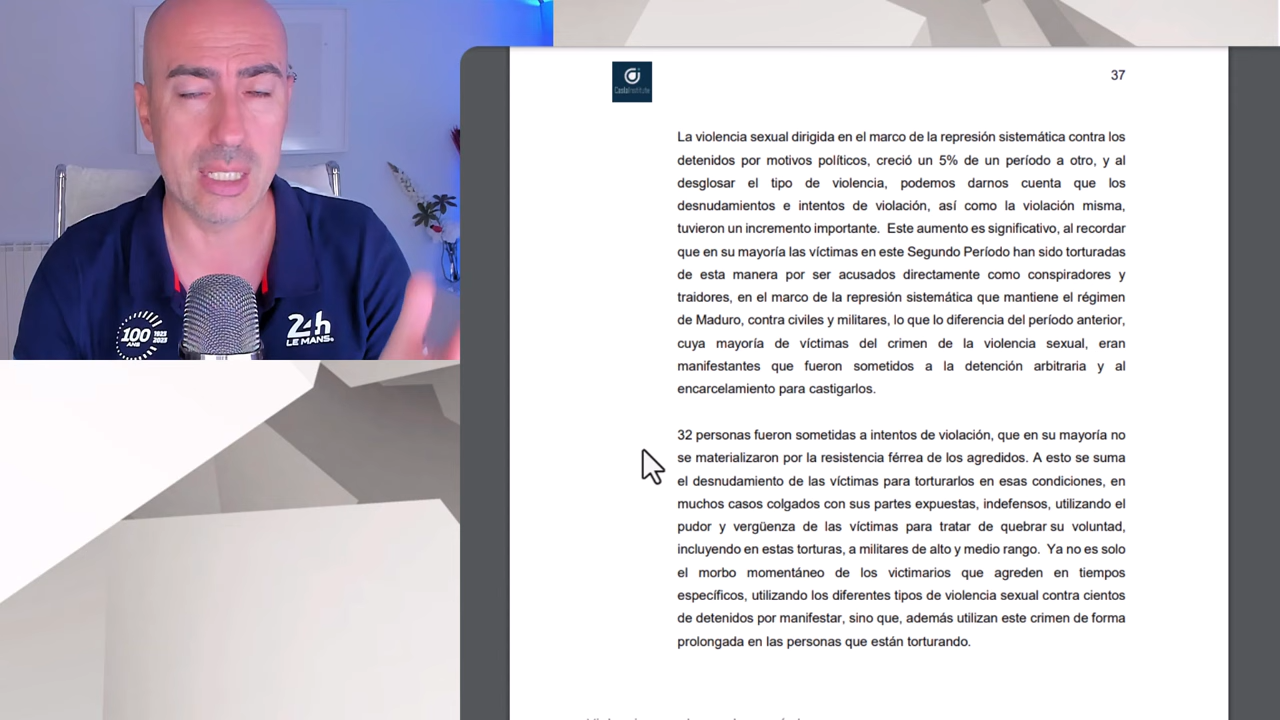 37
CaslaInstitute
La violencia sexual dirigida en el marco de la represión sistemática contra los
detenidos por motivos políticos, creció un 5% de un período a otro, y al
desglosar el tipo de violencia, podemos darnos cuenta que los
desnudamientos e intentos de violación, así como la violación misma,
tuvieron un incremento importante.  Este aumento es significativo, al recordar
que en su mayoría las víctimas en este Segundo Período han sido torturadas
de esta manera por ser acusados directamente como conspiradores y
traidores, en el marco de la represión sistemática que mantiene el régimen
de Maduro, contra civiles y militares, lo que lo diferencia del período anterior,
cuya mayoría de víctimas del crimen de la violencia sexual, eran
manifestantes que fueron sometidos a la detención arbitraria y al
encarcelamiento para castigarlos.
32 personas fueron sometidas a intentos de violación, que en su mayoría no
se materializaron por la resistencia férrea de los agredidos. A esto se suma
el desnudamiento de las víctimas para torturarlos en esas condiciones, en
muchos casos colgados con sus partes expuestas, indefensos, utilizando el
pudor y vergüenza de las víctimas para tratar de quebrar su voluntad,
incluyendo en estas torturas, a militares de alto y medio rango.  Ya no es solo
el morbo momentáneo de los victimarios que agreden en tiempos
específicos, utilizando los diferentes tipos de violencia sexual contra cientos
de detenidos por manifestar, sino que, además utilizan este crimen de forma
prolongada en las personas que están torturando.
100 1923
ANS 2023
24h
LE MANS